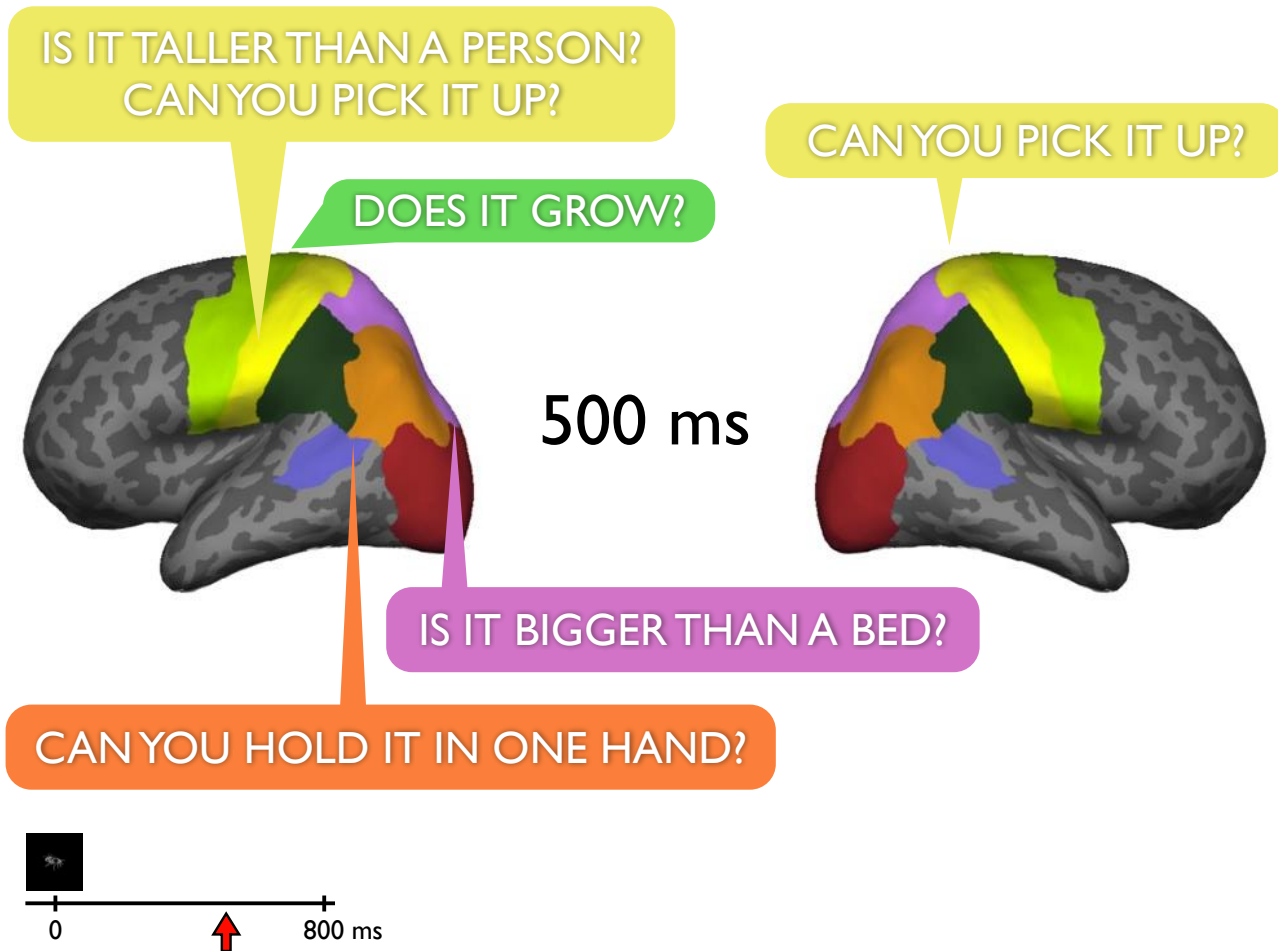 IS IT TALLER THAN A PERSON?
CAN YOU PICK IT UP?
CAN YOU PICK IT UP?
DOES IT GROW?
500 ms
IS IT BIGGER THAN A BED?
CAN YOU HOLD IT IN ONE HAND?
0
800 ms